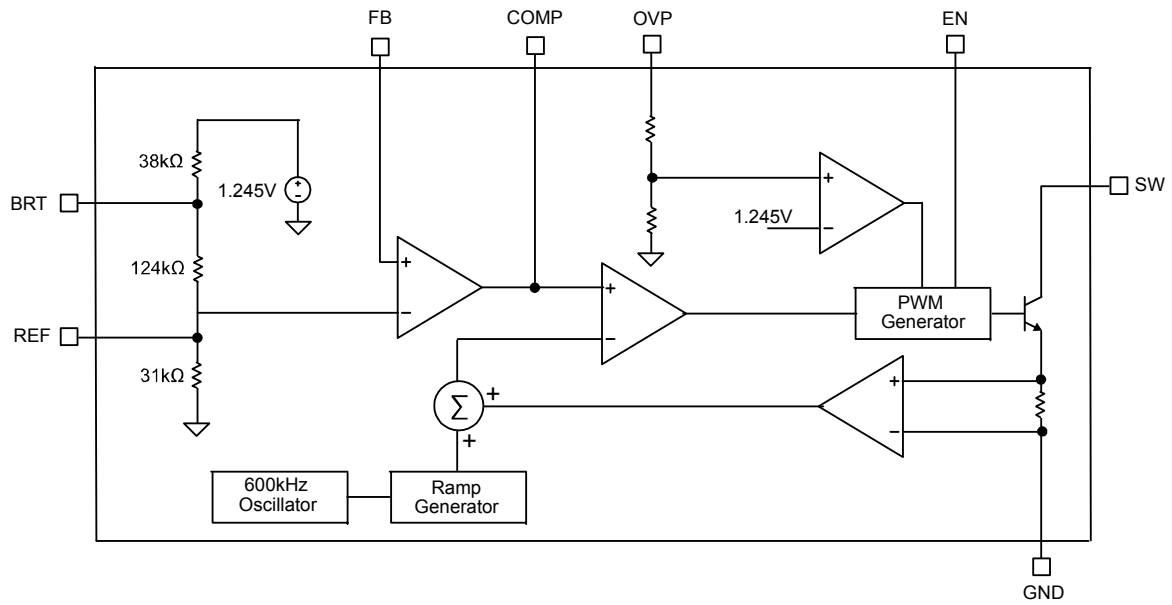 FB
COMP
OVP
EN
38kΩ
1.245V
+
−
BRT
SW
+
−
1.245V
124kΩ
+
−
+
−
PWM
Generator
REF
31kΩ
Σ
+
+
+
−
600kHz
Oscillator
Ramp
Generator
GND